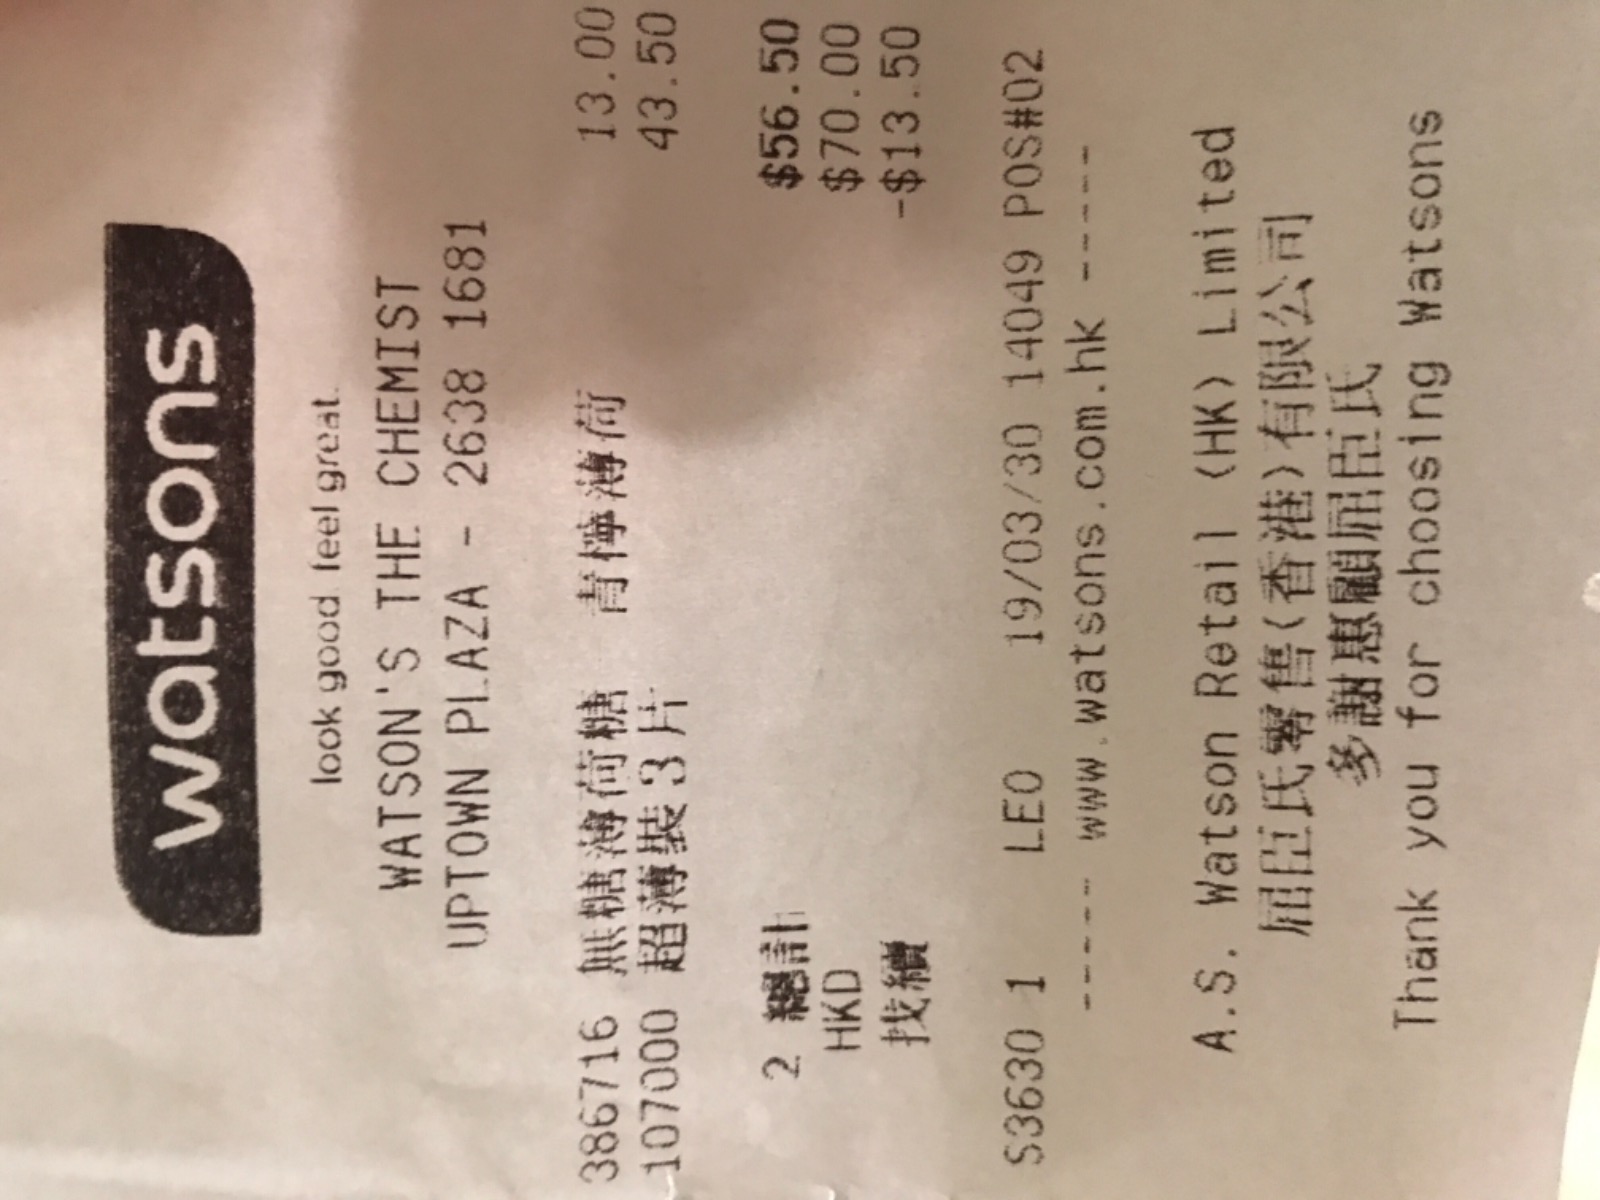 watsons
look good. feel great.
WATSON'S THE CHEMIST
UPTOWN PLAZA - 2638 1681
386716 無糖薄荷糖 青檸薄荷 13.00
107000 超薄裝3片 43.50
2 總計 $56.50
HKD $70.00
找續 -$13.50
S3630 1 LEO 19/03/30 14049 POS#02
----- www.watsons.com.hk -----
A.S. Watson Retail (HK) Limited
屈臣氏零售(香港)有限公司
多謝惠顧屈臣氏
Thank you for choosing Watsons